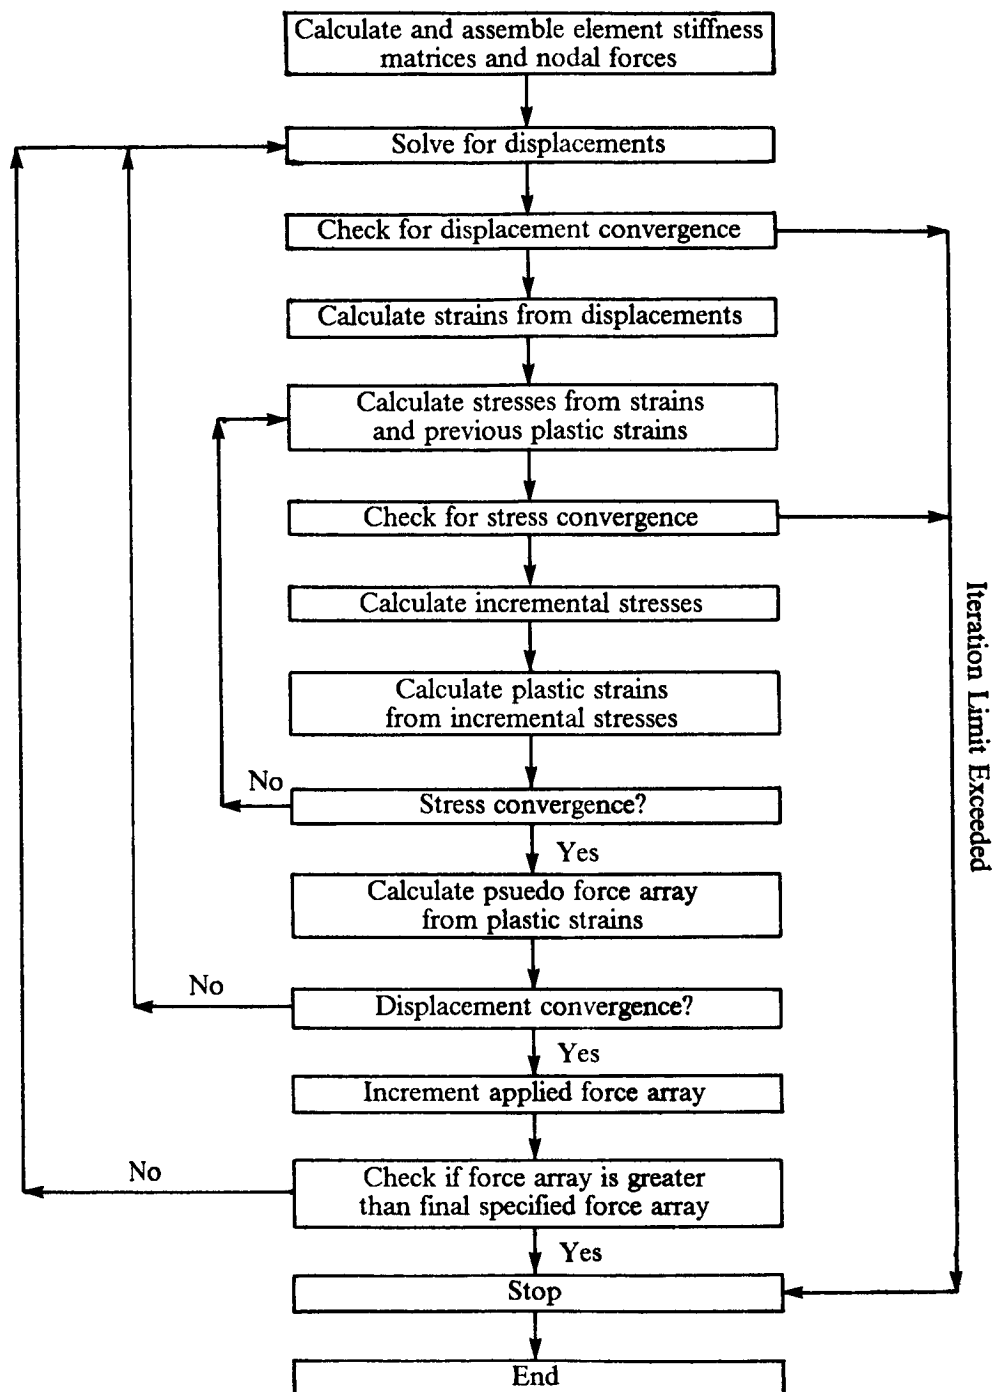 Calculate and assemble element stiffness
matrices and nodal forces
Solve for displacements
Check for displacement convergence
Calculate strains from displacements
Calculate stresses from strains
and previous plastic strains
Check for stress convergence
Calculate incremental stresses
Iteration Limit Exceeded
Calculate plastic strains
from incremental stresses
No
Stress convergence?
Yes
Calculate psuedo force array
from plastic strains
No
Displacement convergence?
Yes
Increment applied force array
No
Check if force array is greater
than final specified force array
Yes
Stop
End